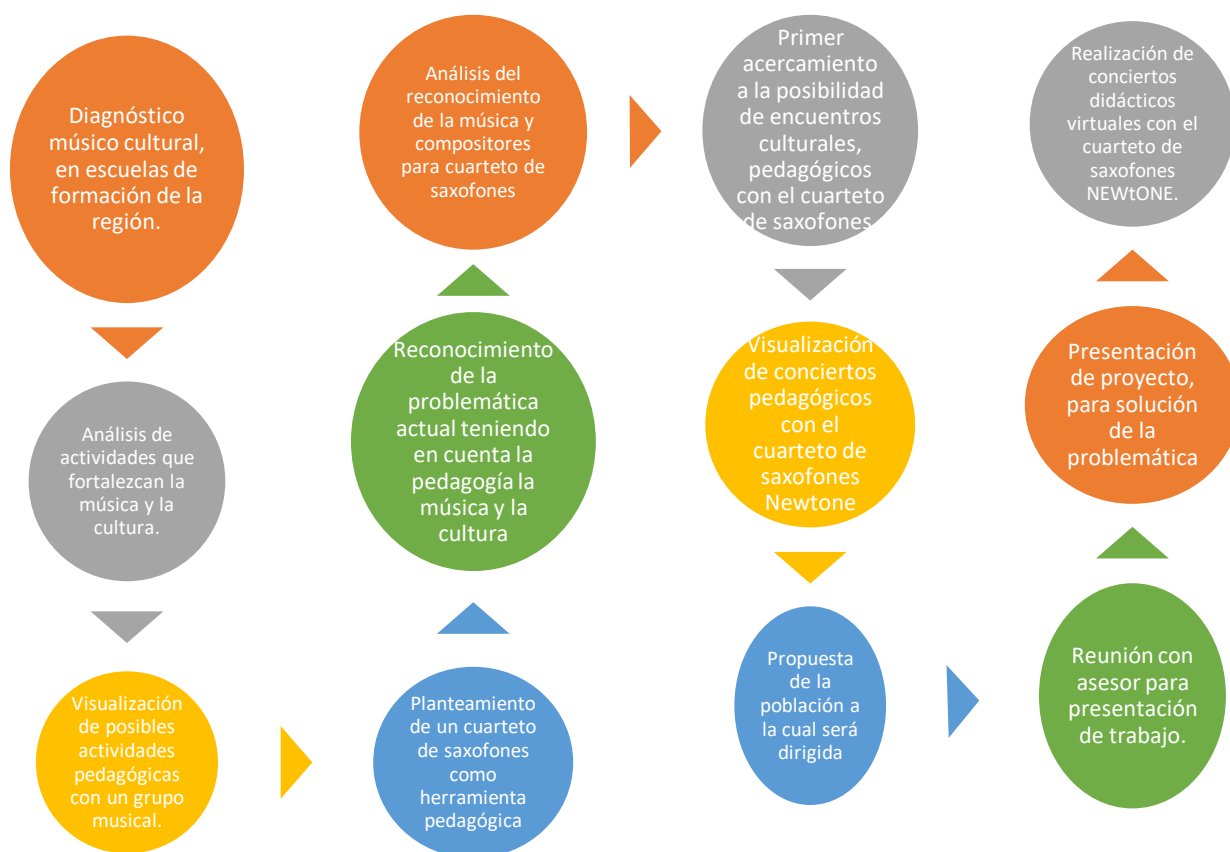 Diagnóstico
músico cultural,
en escuelas de
formación de la
región.
Análisis de
actividades que
fortalezcan la
música y la
cultura.
Visualización
de posibles
actividades
pedagógicas
con un grupo
musical.
Planteamiento
de un cuarteto
de saxofones
como
herramienta
pedagógica
Reconocimiento
de la
problemática
actual teniendo
en cuenta la
pedagogía la
música y la
cultura
Análisis del
reconocimiento
de la música y
compositores
para cuarteto de
saxofones
Primer
acercamiento
a la posibilidad
de encuentros
culturales,
pedagógicos
con el cuarteto
de saxofones
Visualización
de conciertos
pedagógicos
con el
cuarteto de
saxofones
Newtone
Propuesta
de la
población a
la cual será
dirigida
Reunión con
asesor para
presentación
de trabajo.
Presentación
de proyecto,
para solución
de la
problemática
Realización de
conciertos
didácticos
virtuales con el
cuarteto de
saxofones
NEWtONE.